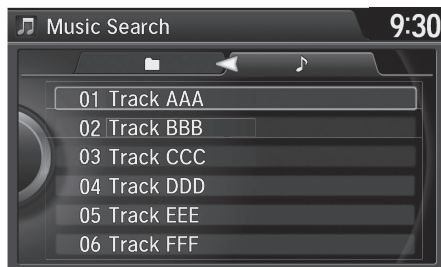 Music Search
9:30
01 Track AAA
02 Track BBB
03 Track CCC
04 Track DDD
05 Track EEE
06 Track FFF